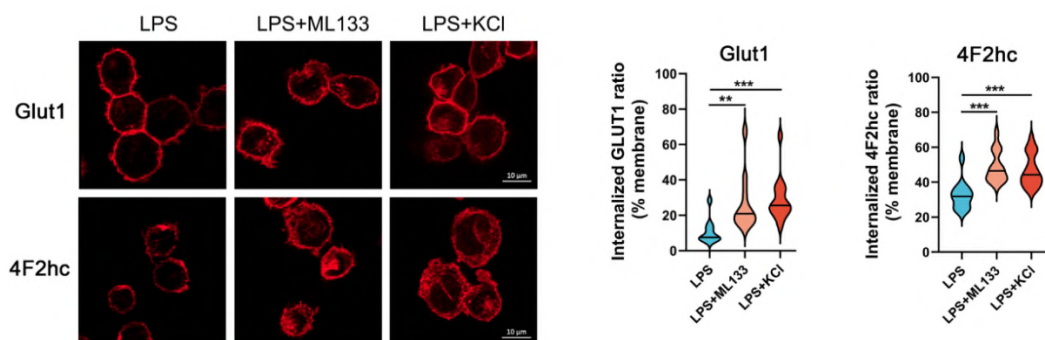 LPS
LPS+ML133
LPS+KCl
Glut1
10 μm
4F2hc
10 μm
Glut1
Internalized GLUT1 ratio
(% membrane)
100
80
60
40
20
0
***
**
LPS
LPS+ML133
LPS+KCl
4F2hc
Internalized 4F2hc ratio
(% membrane)
100
80
60
40
20
0
***
***
LPS
LPS+ML133
LPS+KCl